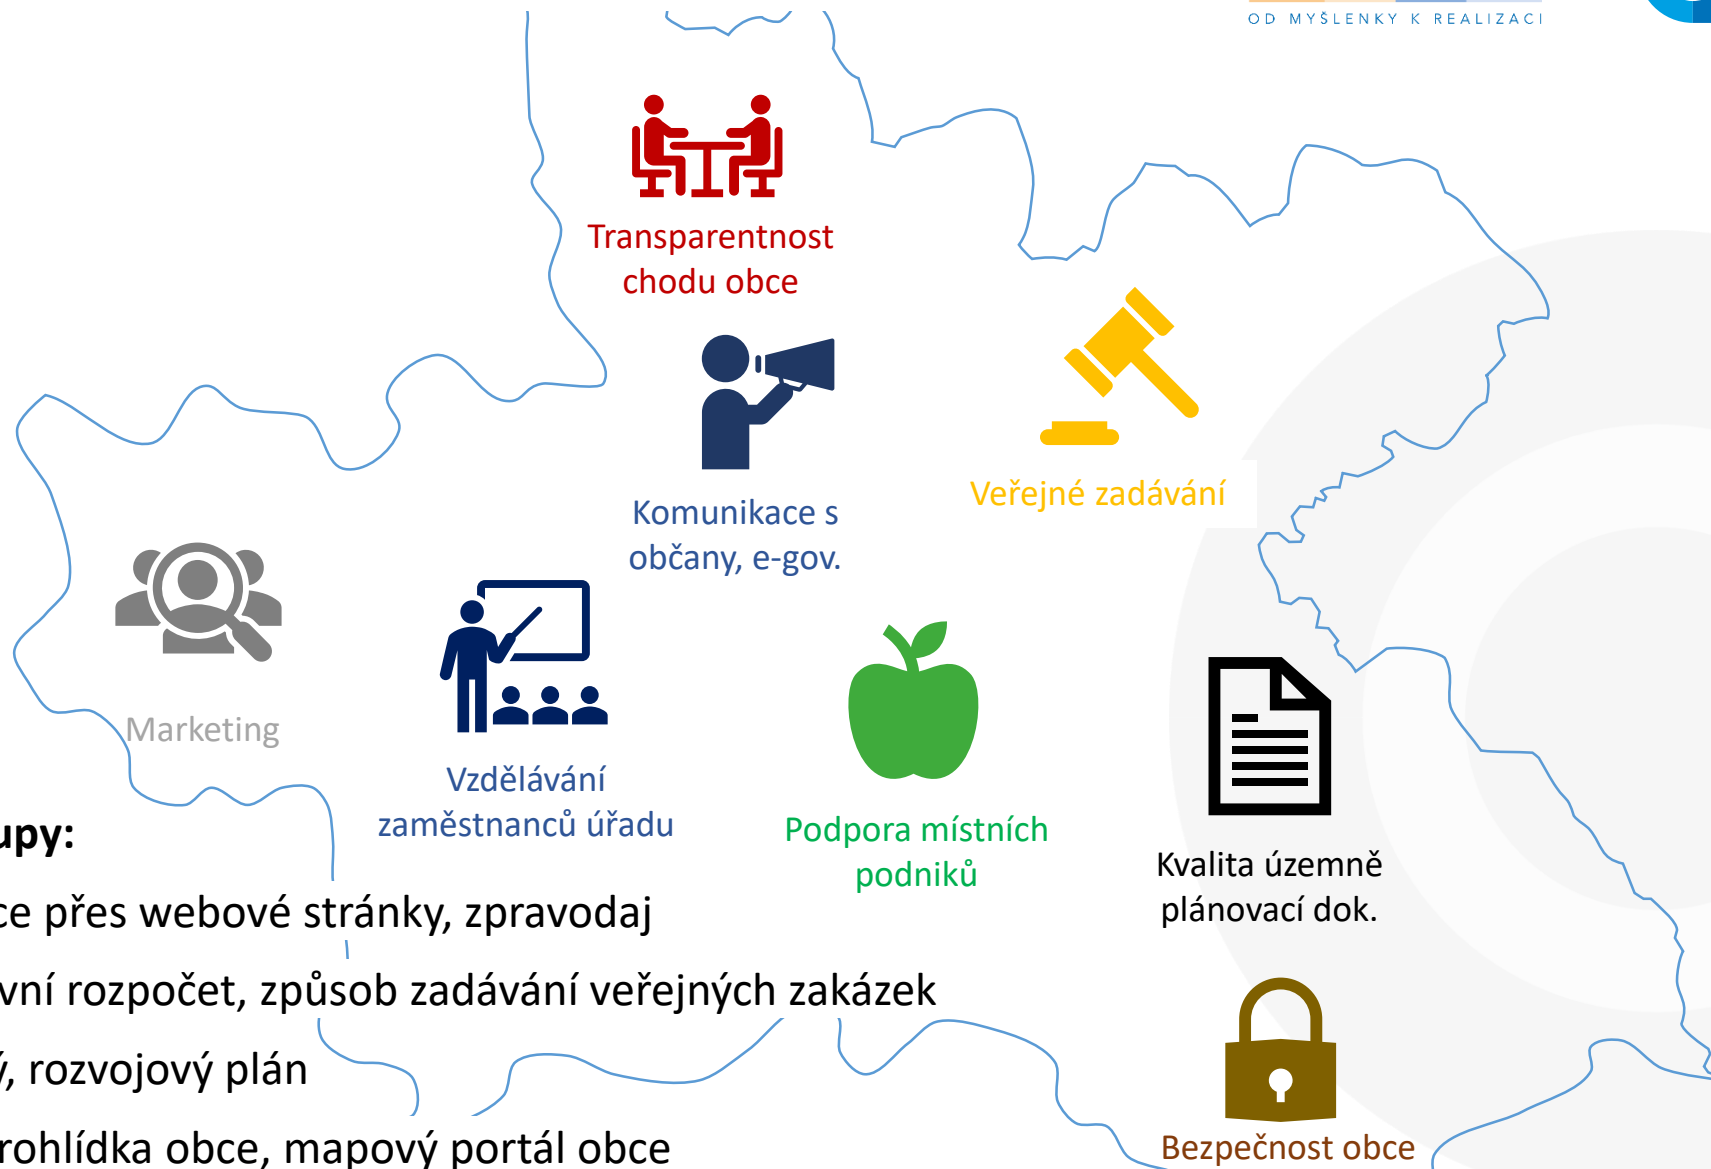 OD MYŠLENKY K REALIZACI
Transparentnost
chodu obce
Komunikace s
občany, e-gov.
Veřejné zadávání
Marketing
Vzdělávání
zaměstnanců úřadu
Podpora místních
podniků
Kvalita územně
plánovací dok.
Bezpečnost obce
upy:
ce přes webové stránky, zpravodaj
vní rozpočet, způsob zadávání veřejných zakázek
ý, rozvojový plán
rohlídka obce, mapový portál obce